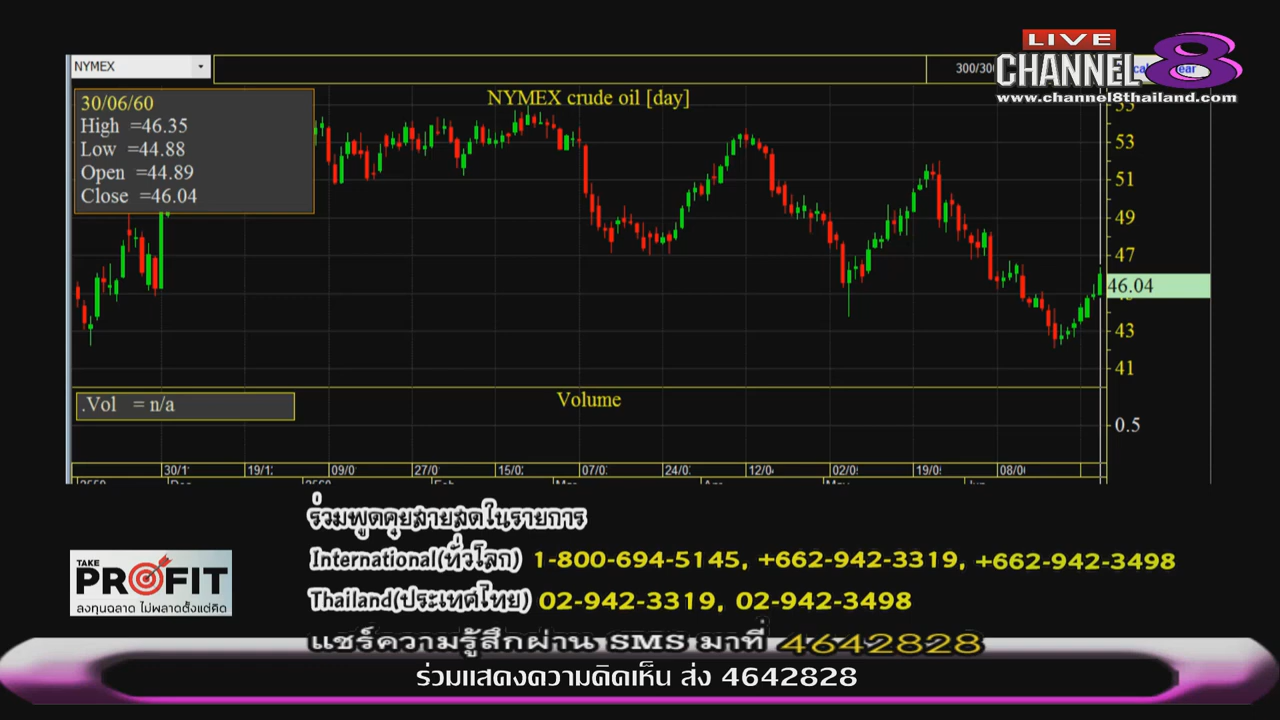 LIVE
CHANNEL 8
www.channel8thailand.com
NYMEX
300/300
NYMEX crude oil [day]
30/06/60
High =46.35
Low =44.88
Open =44.89
Close =46.04
53
51
49
47
46.04
43
41
.Vol = n/a
Volume
0.5
30/1 19/1 09/0 27/0 15/0 07/0 24/0 12/0 02/0 19/0 08/0
ร่วมพูดคุยสายสดในรายการ
International(ทั่วโลก) 1-800-694-5145, +662-942-3319, +662-942-3498
Thailand(ประเทศไทย) 02-942-3319, 02-942-3498
TAKE
PROFIT
ลงทุนฉลาด ไม่พลาดตั้งแต่คิด
แชร์ความรู้สึกผ่าน SMS มาที่ 4642828
ร่วมแสดงความคิดเห็น ส่ง 4642828